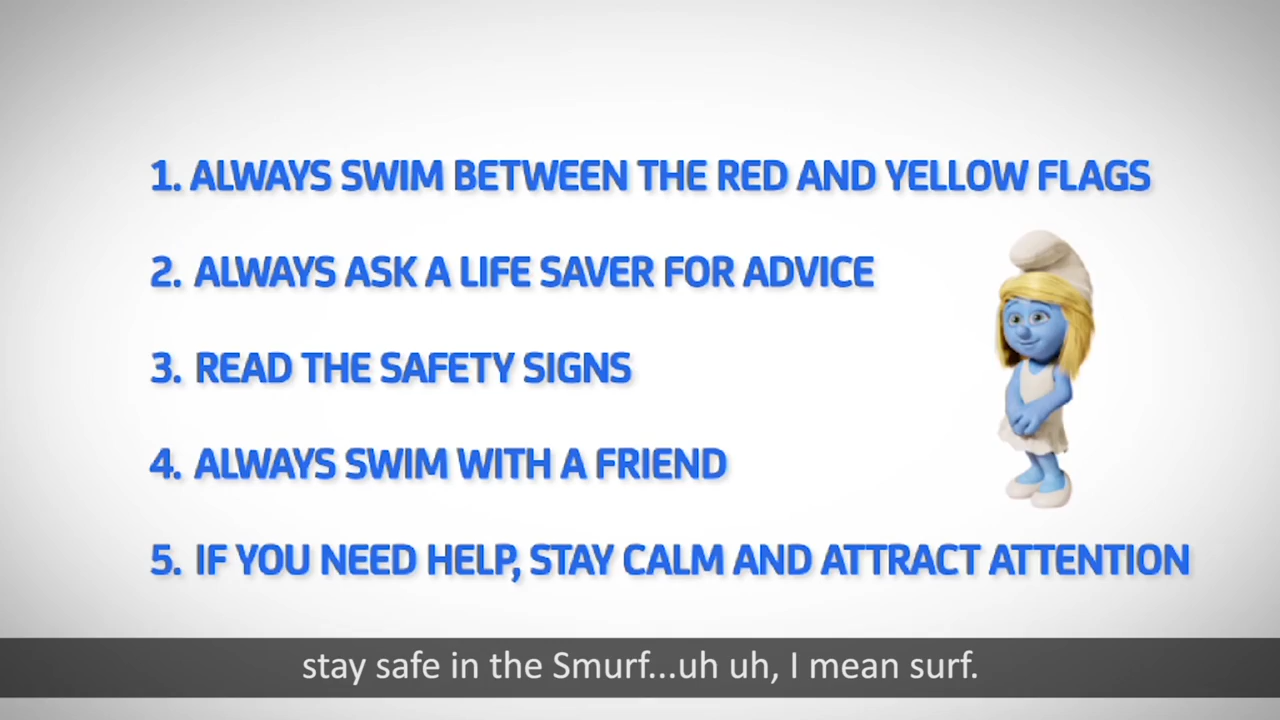 1. ALWAYS SWIM BETWEEN THE RED AND YELLOW FLAGS
2. ALWAYS ASK A LIFE SAVER FOR ADVICE
3. READ THE SAFETY SIGNS
4. ALWAYS SWIM WITH A FRIEND
5. IF YOU NEED HELP, STAY CALM AND ATTRACT ATTENTION
stay safe in the Smurf...uh uh, I mean surf.